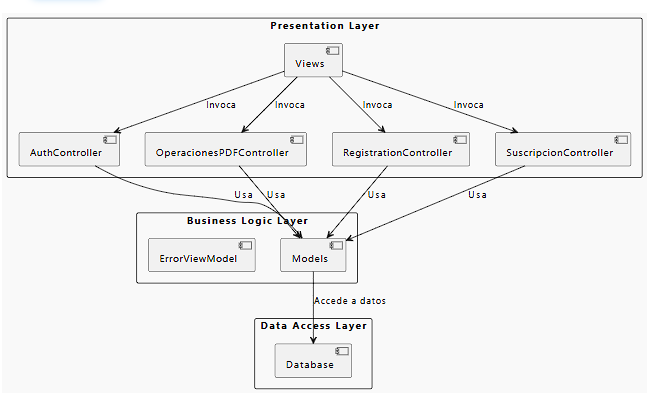 Presentation Layer
Views
Invoca
Invoca
Invoca
Invoca
AuthController
OperacionesPDFController
RegistrationController
SuscripcionController
Usa
Usa
Usa
Usa
Business Logic Layer
ErrorViewModel
Models
Accede a datos
Data Access Layer
Database